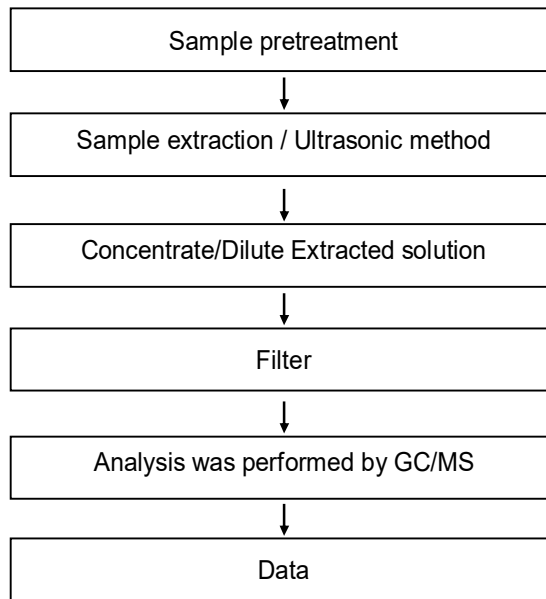 Sample pretreatment
Sample extraction / Ultrasonic method
Concentrate/Dilute Extracted solution
Filter
Analysis was performed by GC/MS
Data